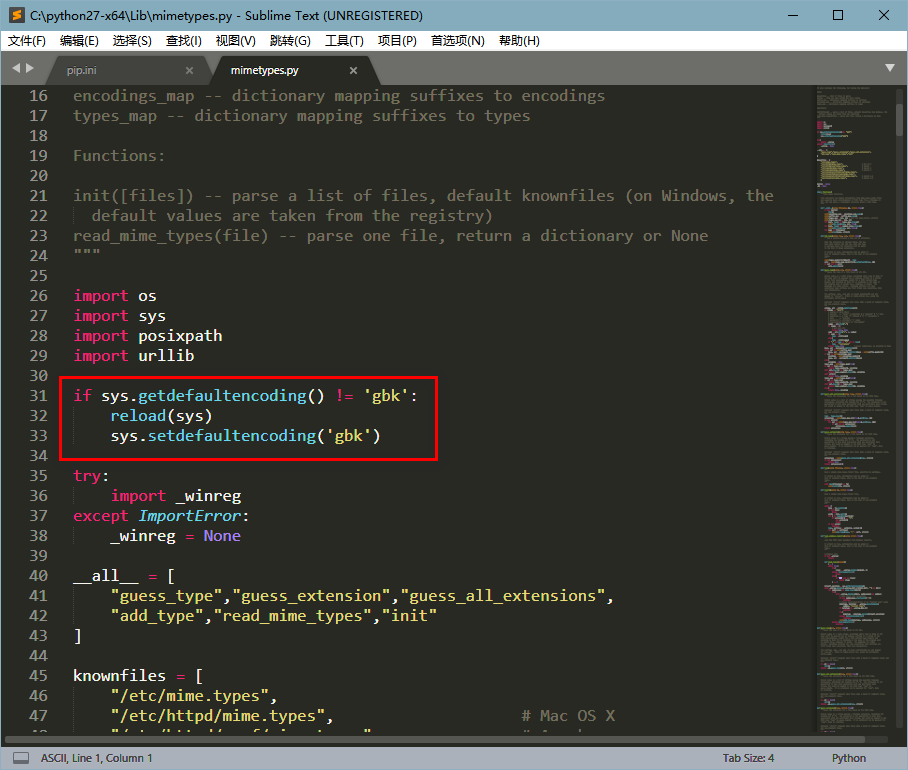 C:\python27-x64\Lib\mimetypes.py - Sublime Text (UNREGISTERED)
文件(F) 编辑(E) 选择(S) 查找(I) 视图(V) 跳转(G) 工具(T) 项目(P) 首选项(N) 帮助(H)
pip.ini mimetypes.py
16 encodings_map -- dictionary mapping suffixes to encodings
17 types_map -- dictionary mapping suffixes to types
18
19 Functions:
20
21 init([files]) -- parse a list of files, default knownfiles (on Windows, the
22   default values are taken from the registry)
23 read_mime_types(file) -- parse one file, return a dictionary or None
24 """
25
26 import os
27 import sys
28 import posixpath
29 import urllib
30
31 if sys.getdefaultencoding() != 'gbk':
32     reload(sys)
33     sys.setdefaultencoding('gbk')
34
35 try:
36     import _winreg
37 except ImportError:
38     _winreg = None
39
40 __all__ = [
41     "guess_type","guess_extension","guess_all_extensions",
42     "add_type","read_mime_types","init"
43 ]
44
45 knownfiles = [
46     "/etc/mime.types",
47     "/etc/httpd/mime.types",                    # Mac OS X
ASCII, Line 1, Column 1 Tab Size: 4 Python